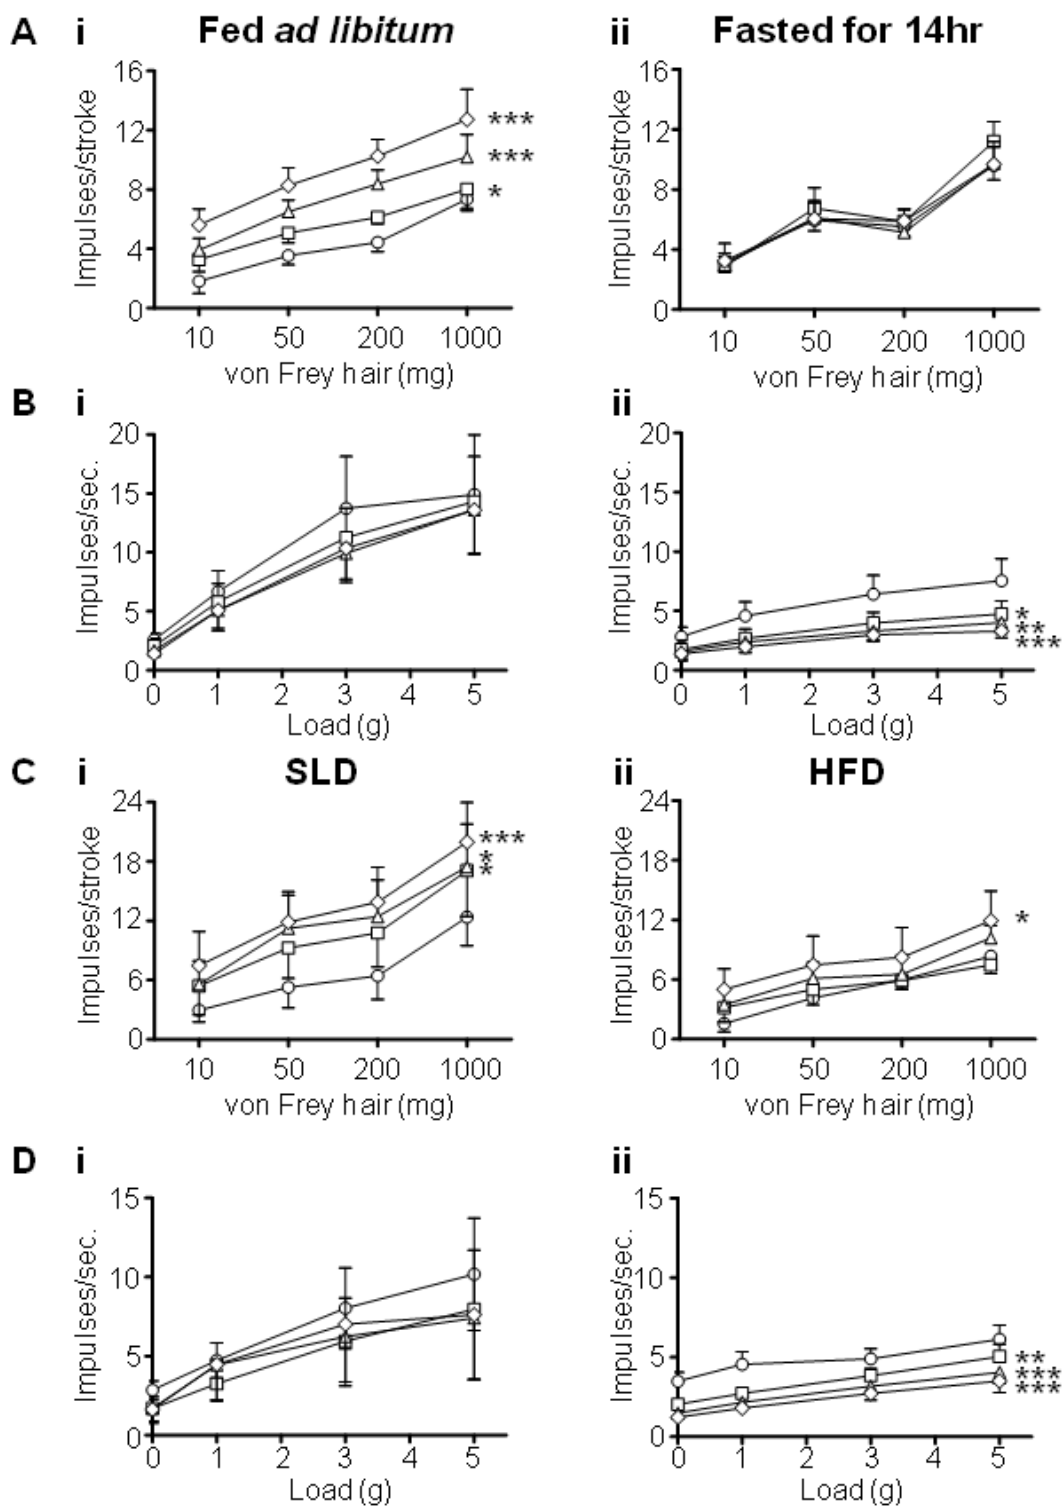 A i Fed ad libitum ii Fasted for 14hr
16
12
8
4
0
Impulses/stroke
***
***
*
10 50 200 1000
von Frey hair (mg)
16
12
8
4
0
Impulses/stroke
10 50 200 1000
von Frey hair (mg)
B i ii
20
15
10
5
0
Impulses/sec.
0 1 2 3 4 5
Load (g)
20
15
10
5
0
Impulses/sec.
*
**
***
0 1 2 3 4 5
Load (g)
C i SLD ii HFD
24
18
12
6
0
Impulses/stroke
***
*
*
10 50 200 1000
von Frey hair (mg)
24
18
12
6
0
Impulses/stroke
*
10 50 200 1000
von Frey hair (mg)
D i ii
15
10
5
0
Impulses/sec.
0 1 2 3 4 5
Load (g)
15
10
5
0
Impulses/sec.
**
***
***
0 1 2 3 4 5
Load (g)